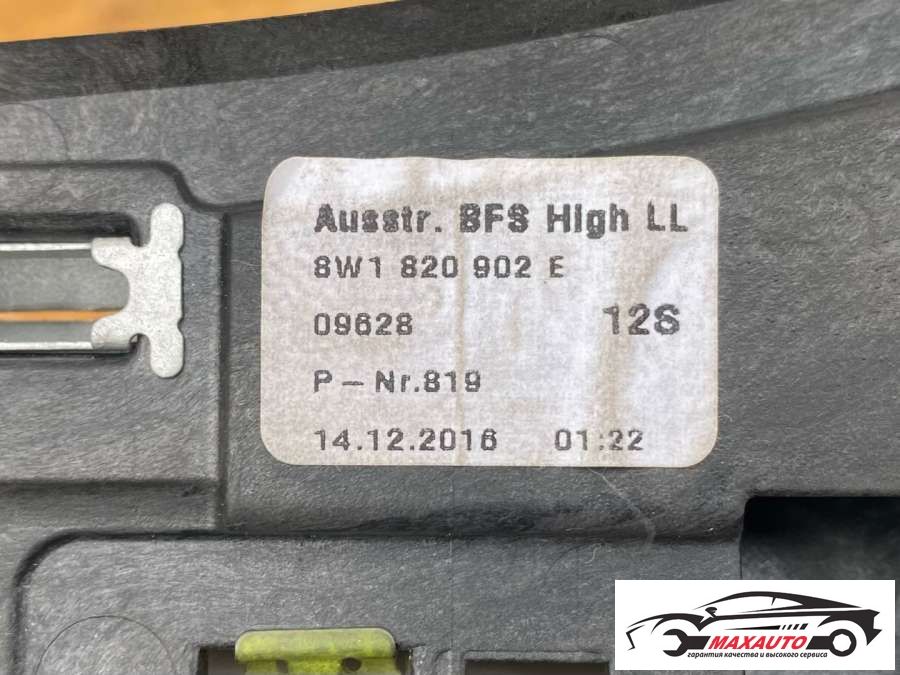 Ausstr. BFS High LL
8W1 820 902 E
09628 12S
P-Nr.819
14.12.2016 01:22
MAXAUTO
гарантия качества и высокого сервиса